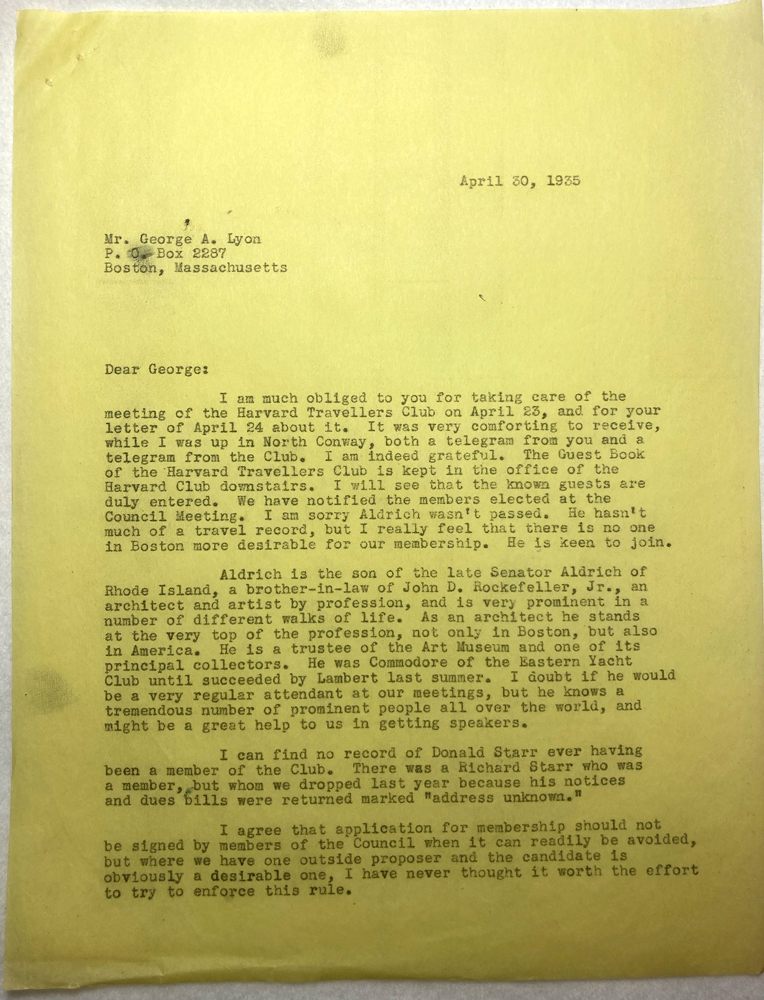 April 30, 1935
Mr. George A. Lyon
P. O. Box 2287
Boston, Massachusetts
Dear George:
I am much obliged to you for taking care of the
meeting of the Harvard Travellers Club on April 23, and for your
letter of April 24 about it. It was very comforting to receive,
while I was up in North Conway, both a telegram from you and a
telegram from the Club. I am indeed grateful. The Guest Book
of the Harvard Travellers Club is kept in the office of the
Harvard Club downstairs. I will see that the known guests are
duly entered. We have notified the members elected at the
Council Meeting. I am sorry Aldrich wasn't passed. He hasn't
much of a travel record, but I really feel that there is no one
in Boston more desirable for our membership. He is keen to join.
Aldrich is the son of the late Senator Aldrich of
Rhode Island, a brother-in-law of John D. Rockefeller, Jr., an
architect and artist by profession, and is very prominent in a
number of different walks of life. As an architect he stands
at the very top of the profession, not only in Boston, but also
in America. He is a trustee of the Art Museum and one of its
principal collectors. He was Commodore of the Eastern Yacht
Club until succeeded by Lambert last summer. I doubt if he would
be a very regular attendant at our meetings, but he knows a
tremendous number of prominent people all over the world, and
might be a great help to us in getting speakers.
I can find no record of Donald Starr ever having
been a member of the Club. There was a Richard Starr who was
a member, but whom we dropped last year because his notices
and dues bills were returned marked "address unknown."
I agree that application for membership should not
be signed by members of the Council when it can readily be avoided,
but where we have one outside proposer and the candidate is
obviously a desirable one, I have never thought it worth the effort
to try to enforce this rule.